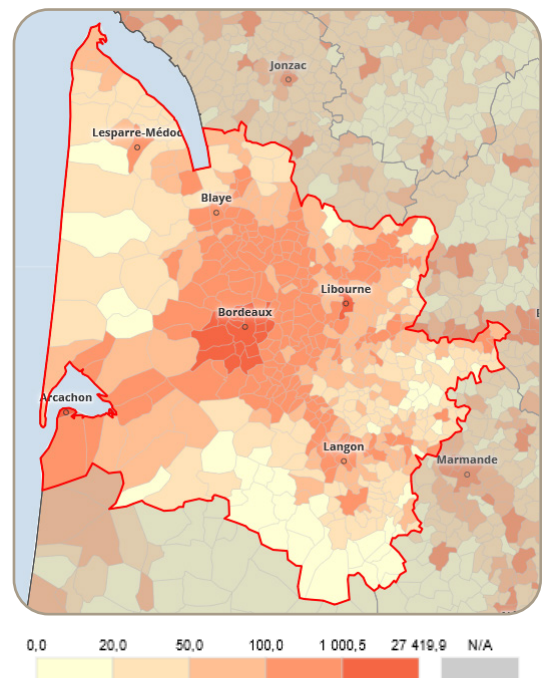 Jonzac
Lesparre-Médoc
Blaye
Libourne
Bordeaux
Arcachon
Langon
Marmande
0,0 20,0 50,0 100,0 1 000,5 27 419,9 N/A